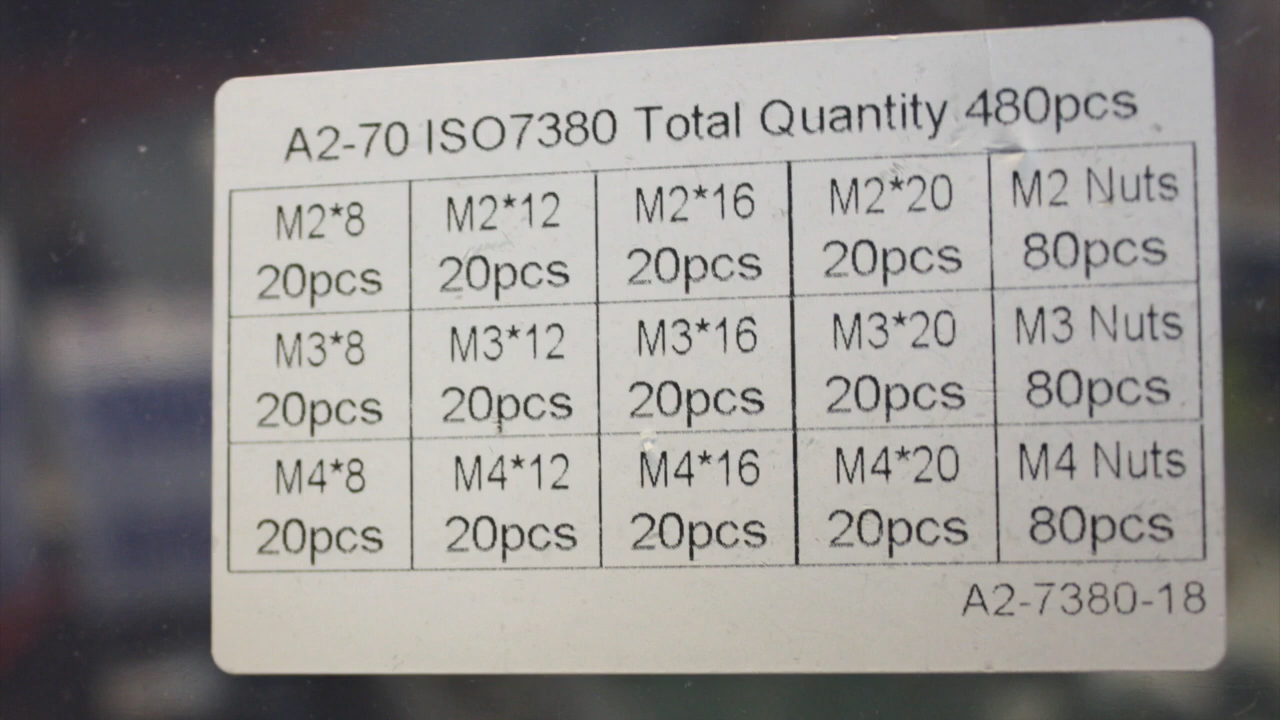 A2-70 ISO7380 Total Quantity 480pcs
M2*8 M2*12 M2*16 M2*20 M2 Nuts
20pcs 20pcs 20pcs 20pcs 80pcs
M3*8 M3*12 M3*16 M3*20 M3 Nuts
20pcs 20pcs 20pcs 20pcs 80pcs
M4*8 M4*12 M4*16 M4*20 M4 Nuts
20pcs 20pcs 20pcs 20pcs 80pcs
A2-7380-18